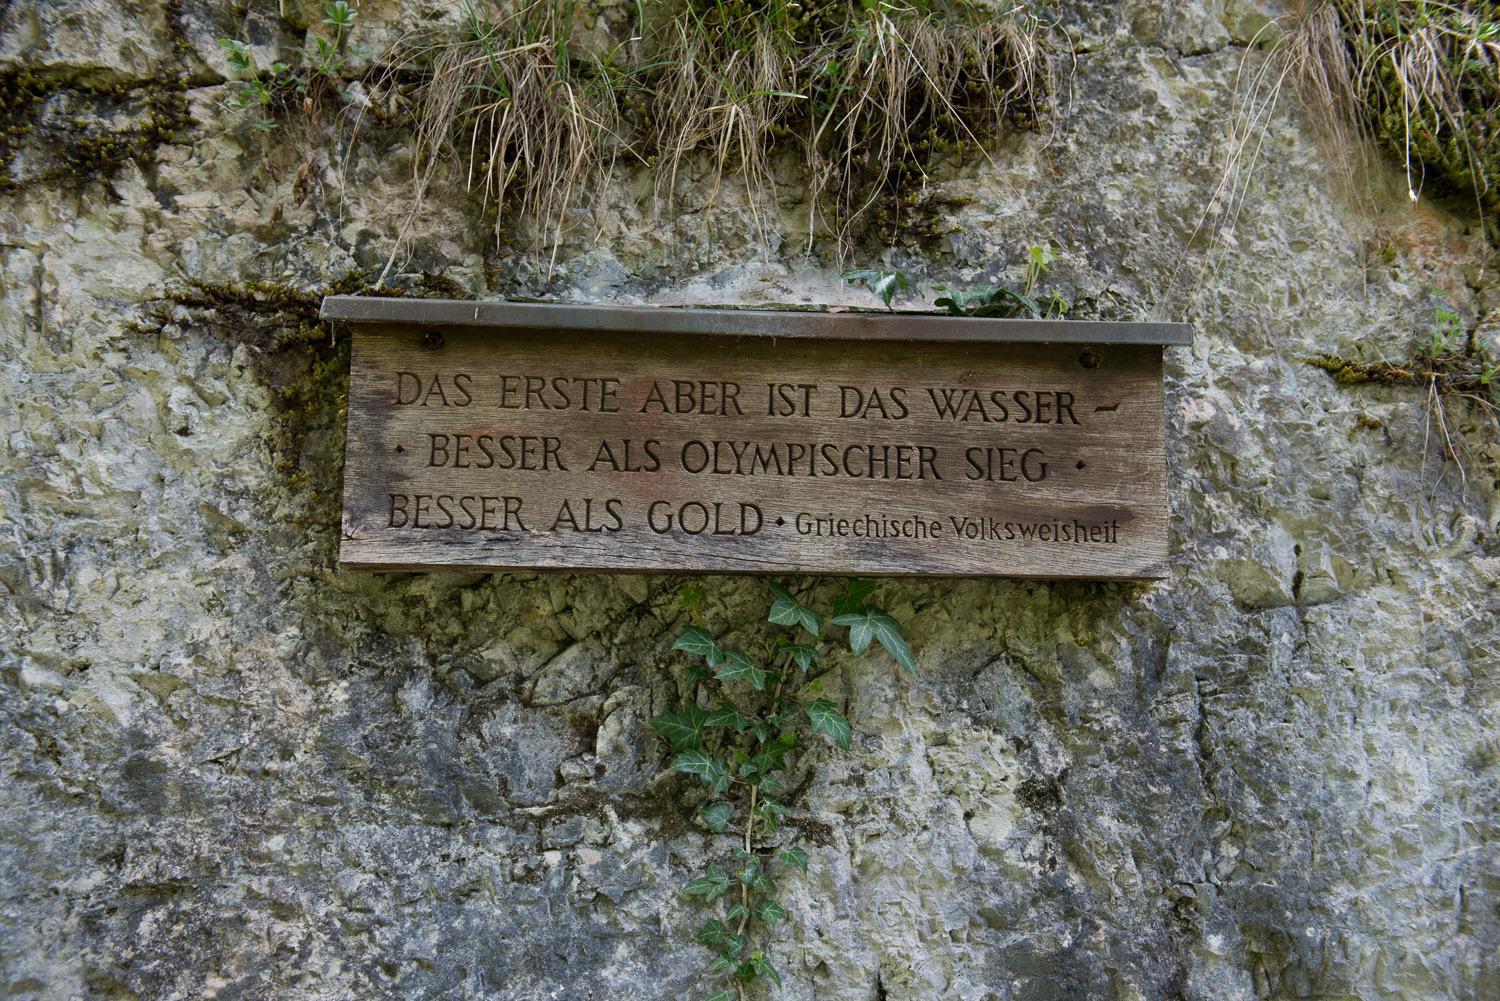 DAS ERSTE ABER IST DAS WASSER –
• BESSER ALS OLYMPISCHER SIEG •
BESSER ALS GOLD • Griechische Volksweisheit